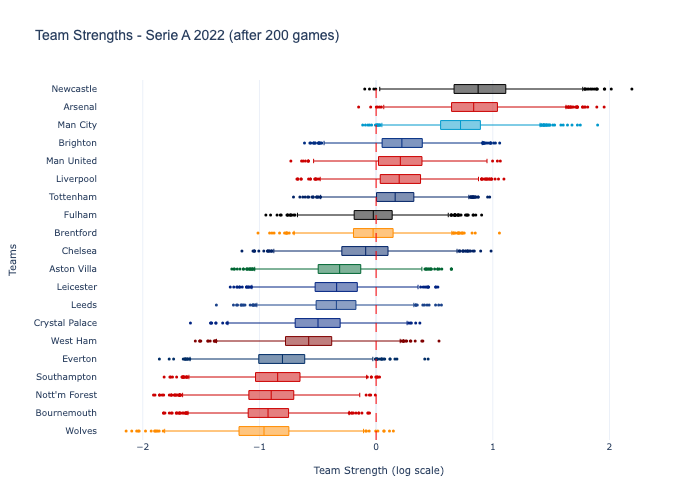 Team Strengths - Serie A 2022 (after 200 games)
Newcastle
Arsenal
Man City
Brighton
Man United
Liverpool
Tottenham
Fulham
Brentford
Chelsea
Aston Villa
Leicester
Leeds
Crystal Palace
West Ham
Everton
Southampton
Nott'm Forest
Bournemouth
Wolves
Teams
−2 −1 0 1 2
Team Strength (log scale)